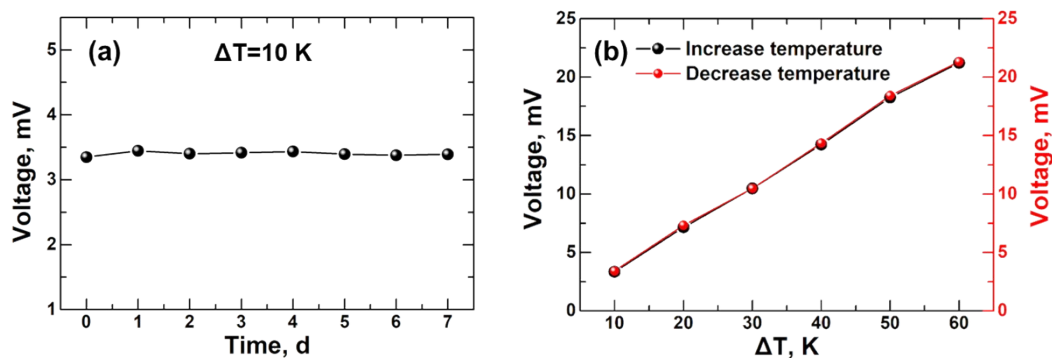 (a)
ΔT=10 K
Voltage, mV
5
4
3
2
1
0 1 2 3 4 5 6 7
Time, d
(b)
Increase temperature
Decrease temperature
Voltage, mV
25
20
15
10
5
0
10 20 30 40 50 60
ΔT, K
25
20
15
10
5
0
Voltage, mV